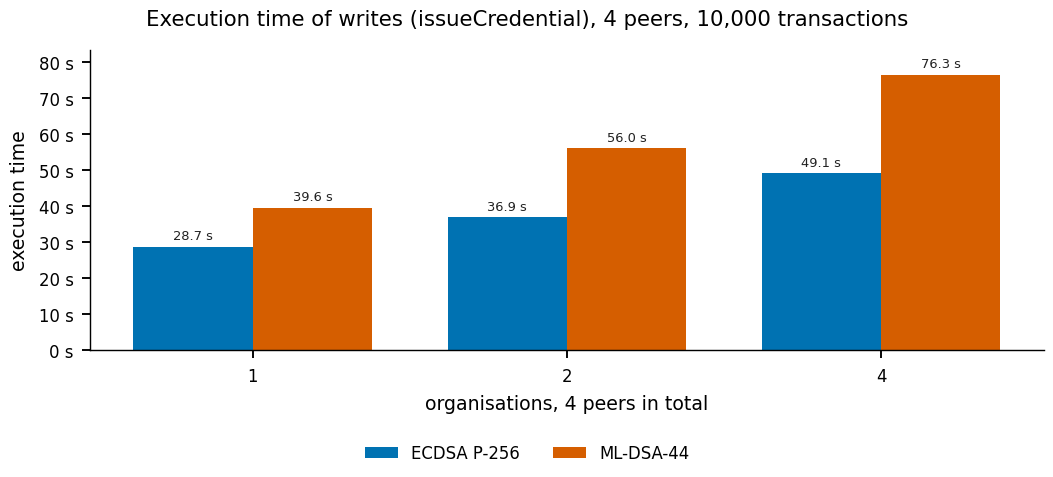 Execution time of writes (issueCredential), 4 peers, 10,000 transactions
execution time
80 s
70 s
60 s
50 s
40 s
30 s
20 s
10 s
0 s
28.7 s
39.6 s
36.9 s
56.0 s
49.1 s
76.3 s
1
2
4
organisations, 4 peers in total
ECDSA P-256
ML-DSA-44